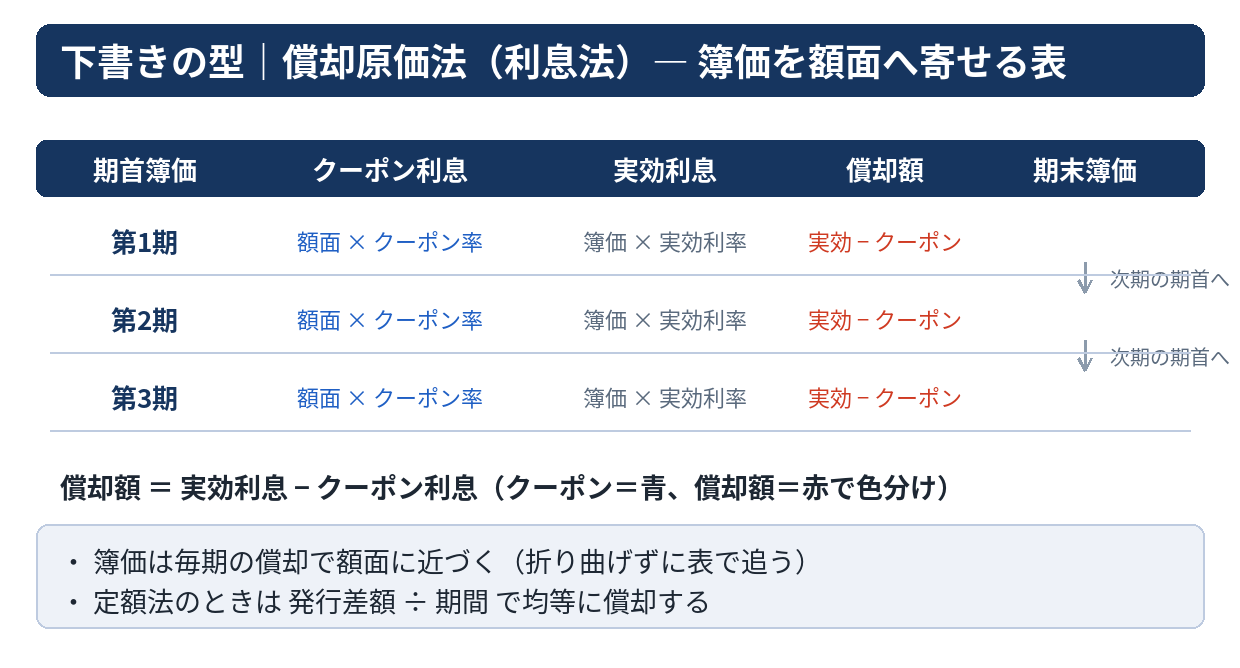 下書きの型｜償却原価法（利息法）— 簿価を額面へ寄せる表
期首簿価 クーポン利息 実効利息 償却額 期末簿価
第1期 額面 × クーポン率 簿価 × 実効利率 実効 − クーポン
次期の期首へ
第2期 額面 × クーポン率 簿価 × 実効利率 実効 − クーポン
次期の期首へ
第3期 額面 × クーポン率 簿価 × 実効利率 実効 − クーポン
償却額 ＝ 実効利息 − クーポン利息（クーポン＝青、償却額＝赤で色分け）
・ 簿価は毎期の償却で額面に近づく（折り曲げずに表で追う）
・ 定額法のときは 発行差額 ÷ 期間 で均等に償却する